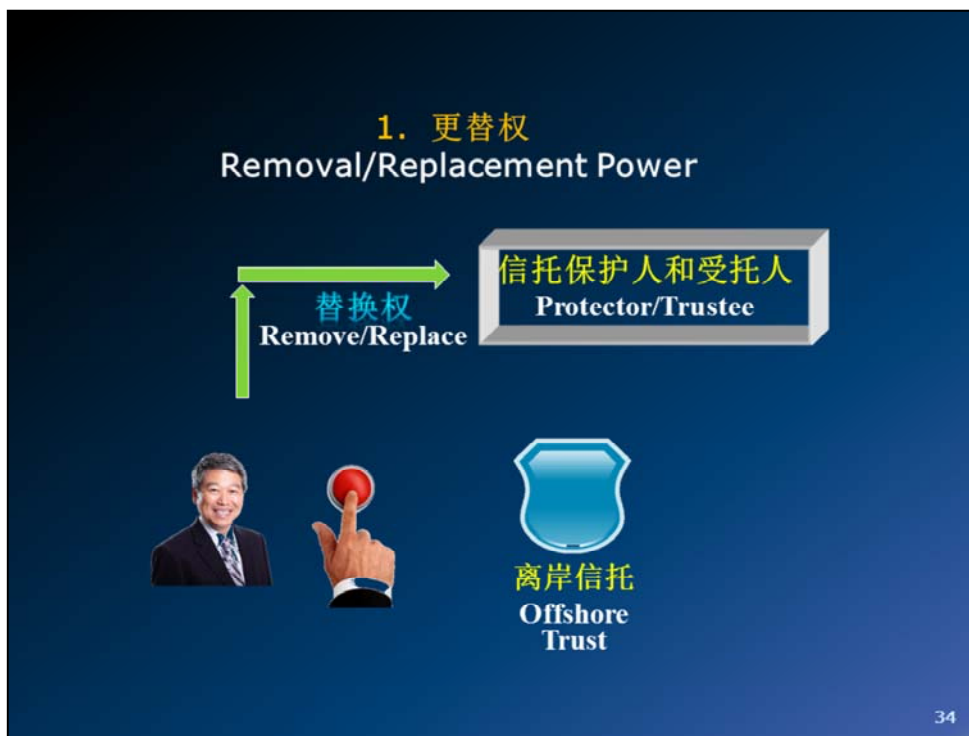 1. 更替权
Removal/Replacement Power
信托保护人和受托人
Protector/Trustee
替换权
Remove/Replace
离岸信托
Offshore
Trust
34